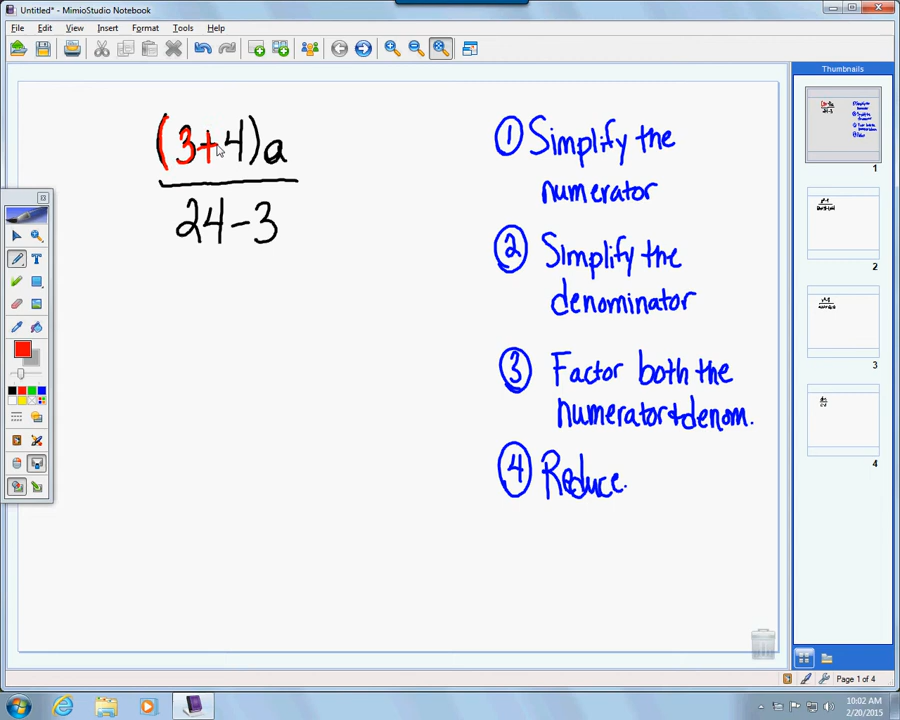 Untitled* - MimioStudio Notebook
File Edit View Insert Format Tools Help
(3+4)a
24-3
① Simplify the
numerator
② Simplify the
denominator
③ Factor both the
numerator+denom.
④ Reduce.
Thumbnails
1
2
3
4
Page 1 of 4
10:02 AM
2/20/2015